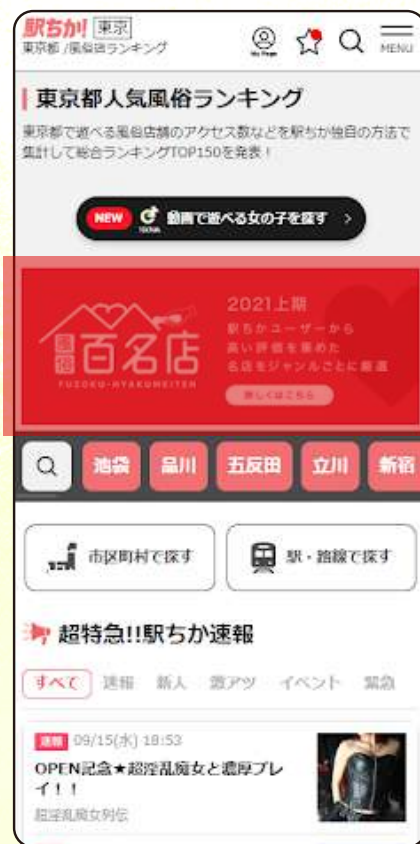 駅ちか! 東京
東京都 /風俗店ランキング
My Page
MENU
東京都人気風俗ランキング
東京都で遊べる風俗店舗のアクセス数などを駅ちか独自の方法で
集計して総合ランキングTOP150を発表!
NEW 動画で遊べる女の子を探す
風俗百名店
FUZOKU-HYAKUMEITEN
2021上期
駅ちかユーザーから
高い評価を集めた
名店をジャンルごとに厳選
詳しくはこちら
池袋 品川 五反田 立川 新宿
市区町村で探す 駅・路線で探す
超特急!!駅ちか速報
すべて 速報 新人 激アツ イベント 緊急
速報 09/15(水) 18:53
OPEN記念★超淫乱痴女と濃厚プレ
イ!!
超淫乱痴女列伝